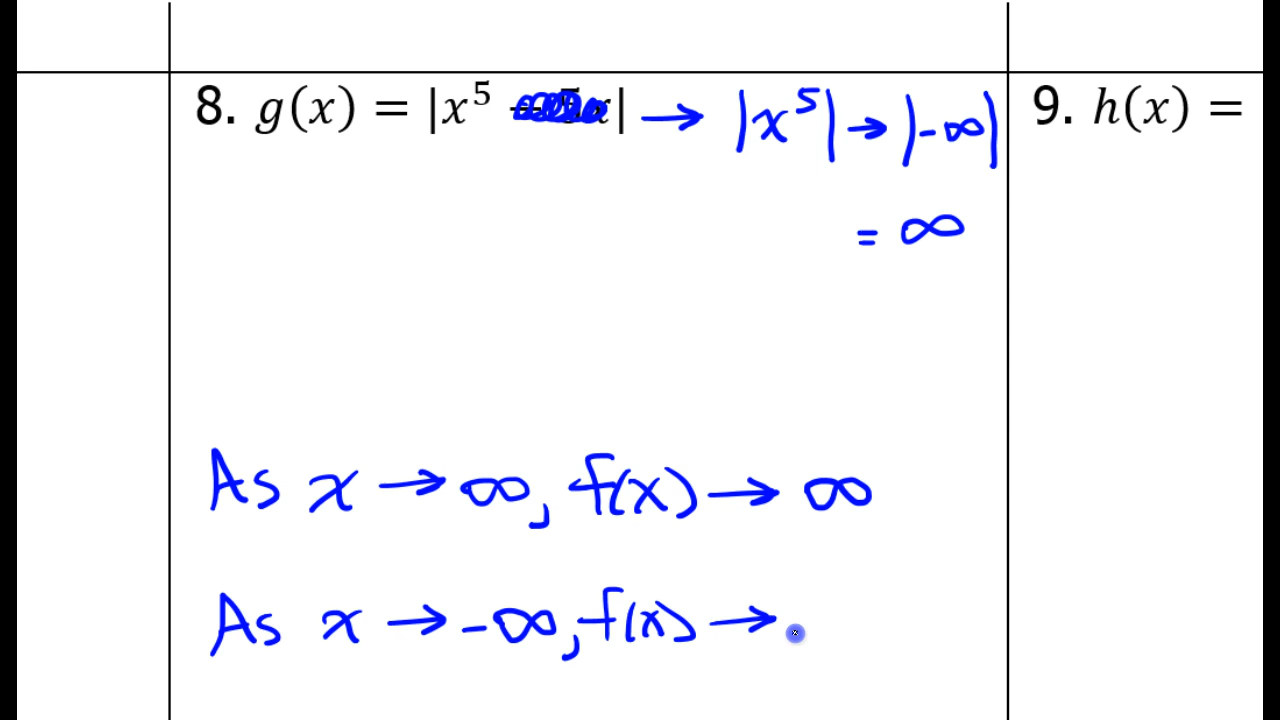 8. g(x) = |x⁵ | → |x⁵| → |-∞| 9. h(x) =
= ∞
As x → ∞, f(x) → ∞
As x → -∞, f(x) →